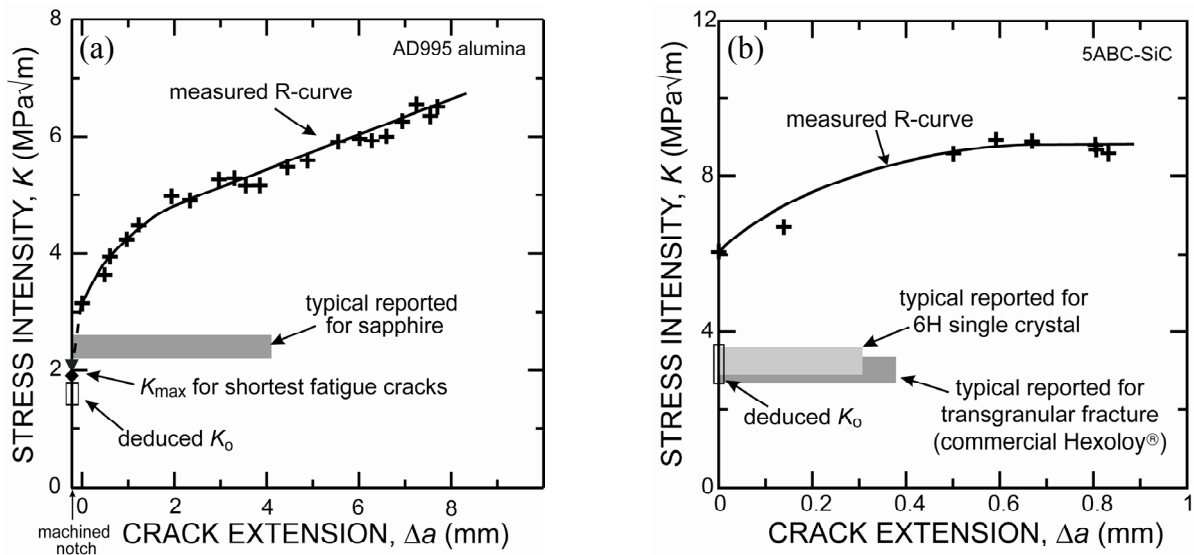 (a)
AD995 alumina
8
6
4
2
0
STRESS INTENSITY, K (MPa√m)
measured R-curve
typical reported
for sapphire
Kmax for shortest fatigue cracks
deduced Ko
0 2 4 6 8
machined
notch
CRACK EXTENSION, Δa (mm)
(b)
5ABC-SiC
12
8
4
0
STRESS INTENSITY, K (MPa√m)
measured R-curve
typical reported for
6H single crystal
deduced Ko
typical reported for
transgranular fracture
(commercial Hexoloy®)
0 0.2 0.4 0.6 0.8 1
CRACK EXTENSION, Δa (mm)